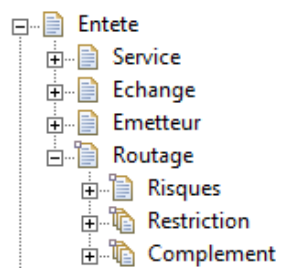 Entete
Service
Echange
Emetteur
Routage
Risques
Restriction
Complement